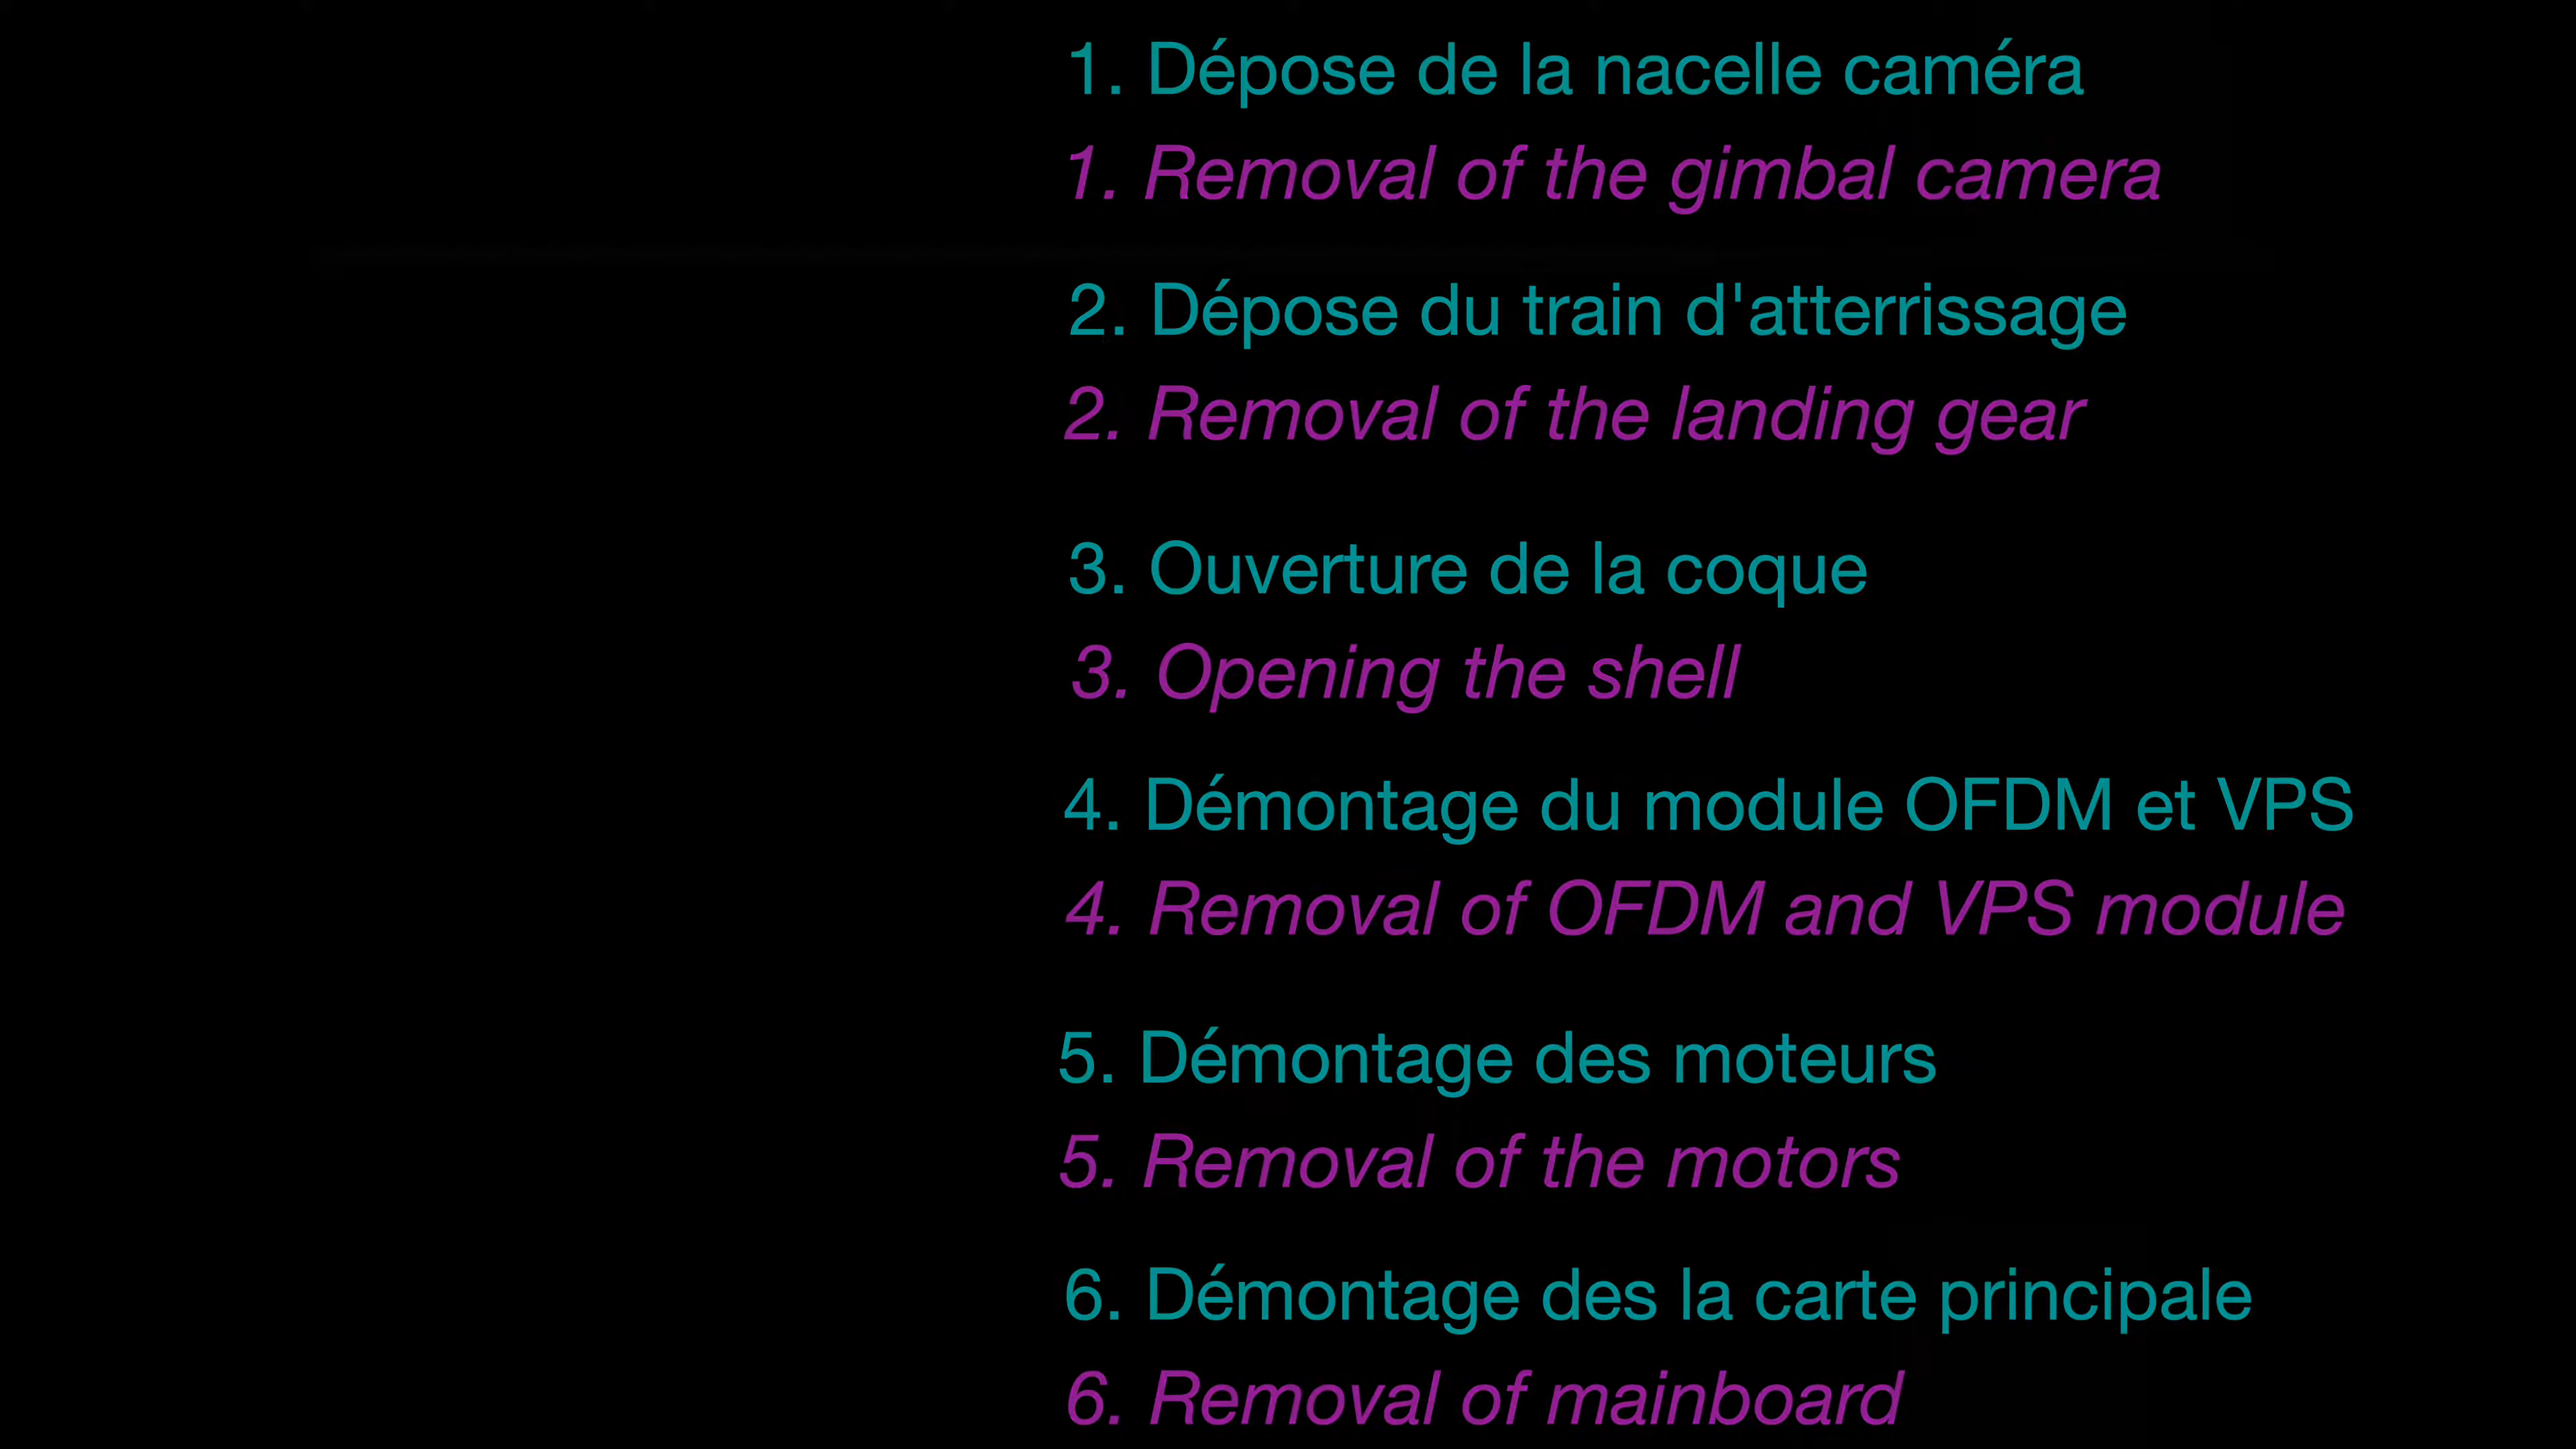 1. Dépose de la nacelle caméra
1. Removal of the gimbal camera
2. Dépose du train d'atterrissage
2. Removal of the landing gear
3. Ouverture de la coque
3. Opening the shell
4. Démontage du module OFDM et VPS
4. Removal of OFDM and VPS module
5. Démontage des moteurs
5. Removal of the motors
6. Démontage des la carte principale
6. Removal of mainboard